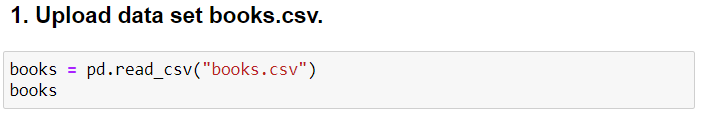 1. Upload data set books.csv.
books = pd.read_csv("books.csv")
books